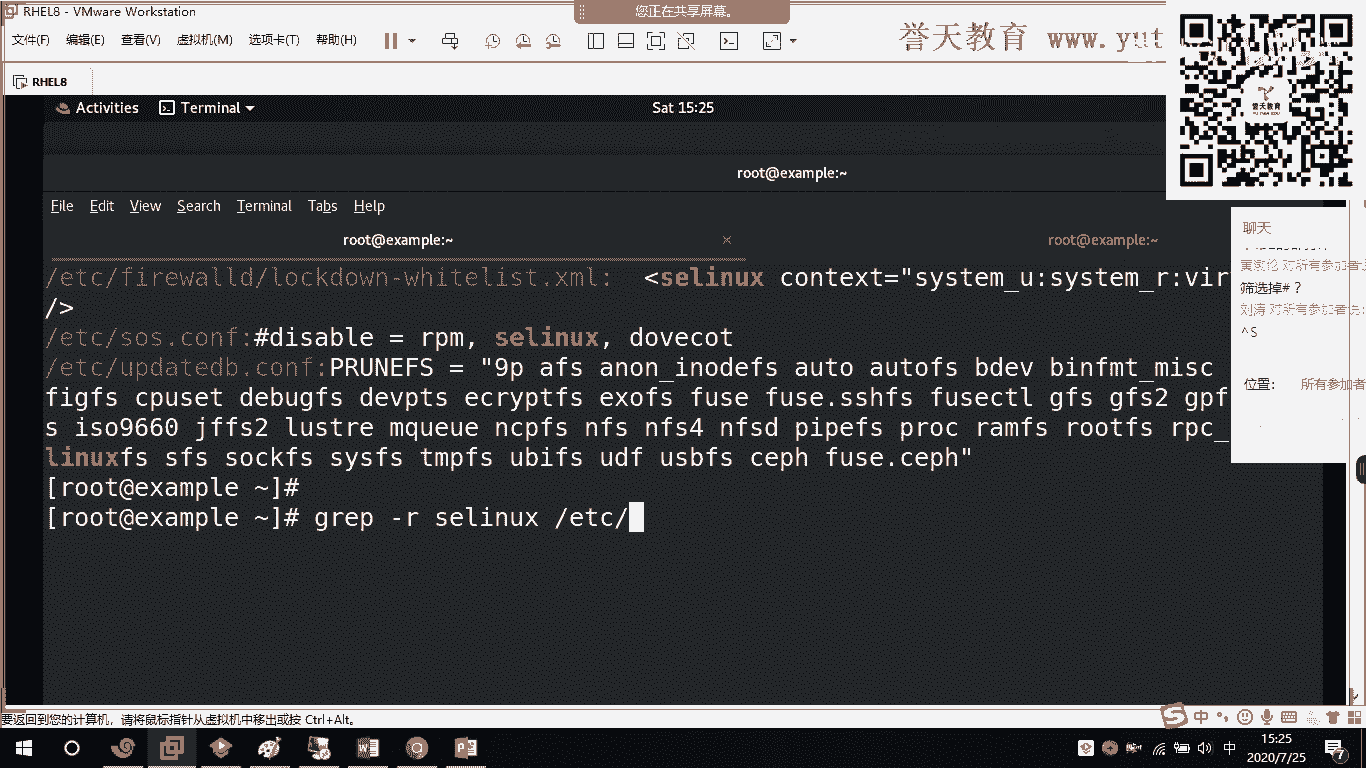 RHEL8 - VMware Workstation
您正在共享屏幕。
文件(F) 编辑(E) 查看(V) 虚拟机(M) 选项卡(T) 帮助(H)
誉天教育 www.yut
RHEL8
誉天教育
Activities Terminal Sat 15:25
root@example:~
File Edit View Search Terminal Tabs Help
root@example:~ × root@example:~
/etc/firewalld/lockdown-whitelist.xml: <selinux context="system_u:system_r:vir
/>
/etc/sos.conf:#disable = rpm, selinux, dovecot
/etc/updatedb.conf:PRUNEFS = "9p afs anon_inodefs auto autofs bdev binfmt_misc
figfs cpuset debugfs devpts ecryptfs exofs fuse fuse.sshfs fusectl gfs gfs2 gpf
s iso9660 jffs2 lustre mqueue ncpfs nfs nfs4 nfsd pipefs proc ramfs rootfs rpc_
linuxfs sfs sockfs sysfs tmpfs ubifs udf usbfs ceph fuse.ceph"
[root@example ~]#
[root@example ~]# grep -r selinux /etc/
聊天
对所有参加者
筛选掉#？
刘涛 对所有参加者说:
^S
位置: 所有参加者
要返回到您的计算机，请将鼠标指针从虚拟机中移出或按 Ctrl+Alt。
中
中
15:25
2020/7/25
7